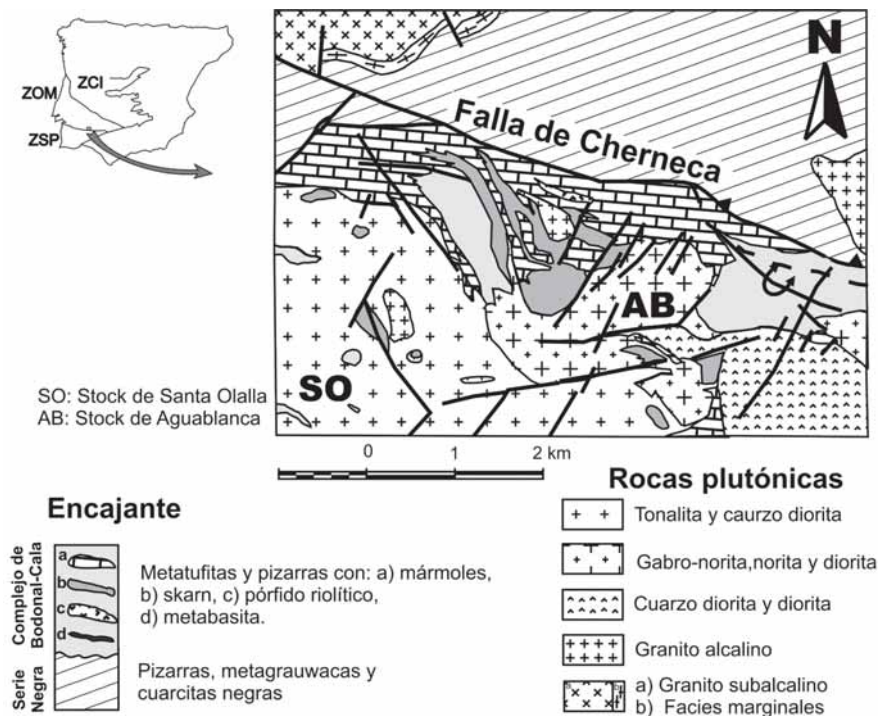 ZCI
ZOM
ZSP
N
Falla de Cherneca
AB
SO
SO: Stock de Santa Olalla
AB: Stock de Aguablanca
0 1 2 km
Encajante
Complejo de
Bodonal-Cala
a
b
c
d
Metatufitas y pizarras con: a) mármoles,
b) skarn, c) pórfido riolítico,
d) metabasita.
Serie
Negra
Pizarras, metagrauwacas y
cuarcitas negras
Rocas plutónicas
Tonalita y caurzo diorita
Gabro-norita,norita y diorita
Cuarzo diorita y diorita
Granito alcalino
a) Granito subalcalino
b) Facies marginales